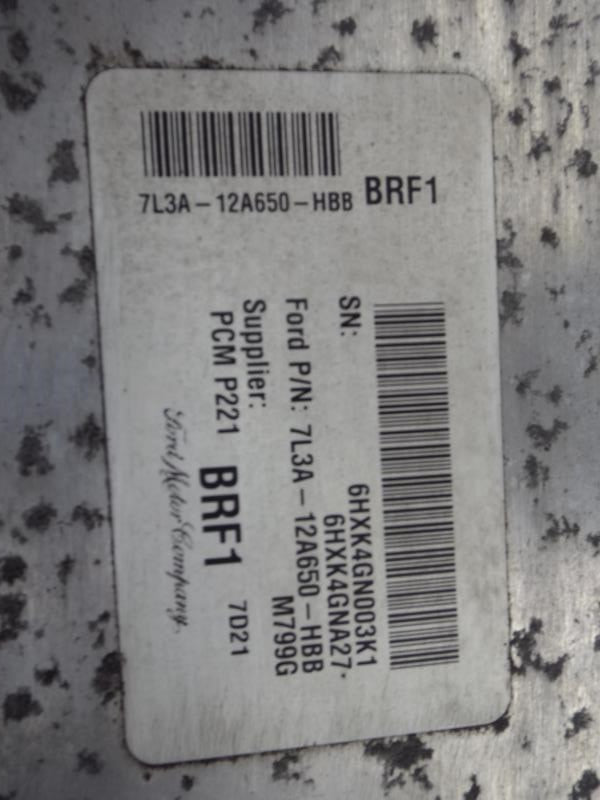 7L3A-12A650-HBB BRF1
SN: 6HXK4GN003K1
6HXK4GNA27·
Ford P/N: 7L3A-12A650-HBB
Supplier: M799G
PCM P221 BRF1 7D21
Ford Motor Company,